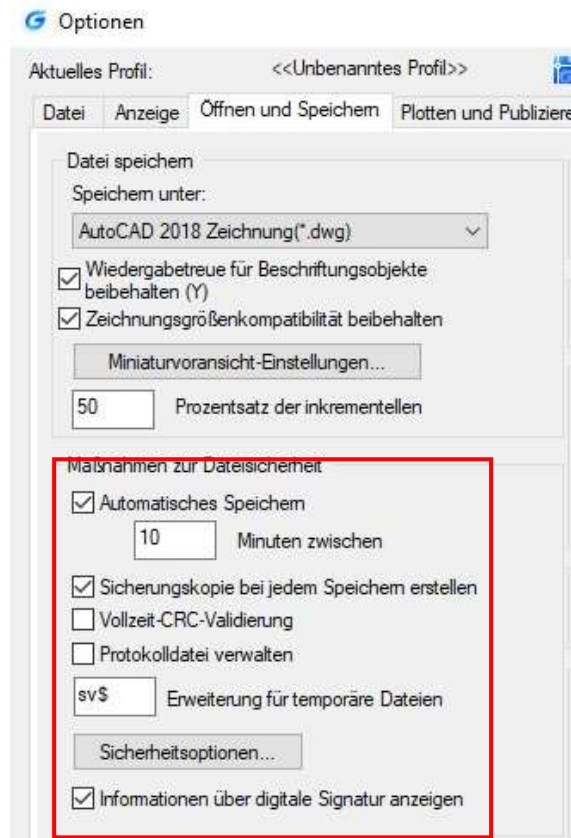 Optionen
Aktuelles Profil: <<Unbenanntes Profil>>
Datei Anzeige Öffnen und Speichern Plotten und Publiziere
Datei speichern
Speichern unter:
AutoCAD 2018 Zeichnung(*.dwg)
Wiedergabetreue für Beschriftungsobjekte
beibehalten (Y)
Zeichnungsgrößenkompatibilität beibehalten
Miniaturvoransicht-Einstellungen...
50 Prozentsatz der inkrementellen
Maßnahmen zur Dateisicherheit
Automatisches Speichern
10 Minuten zwischen
Sicherungskopie bei jedem Speichern erstellen
Vollzeit-CRC-Validierung
Protokolldatei verwalten
sv$ Erweiterung für temporäre Dateien
Sicherheitsoptionen...
Informationen über digitale Signatur anzeigen